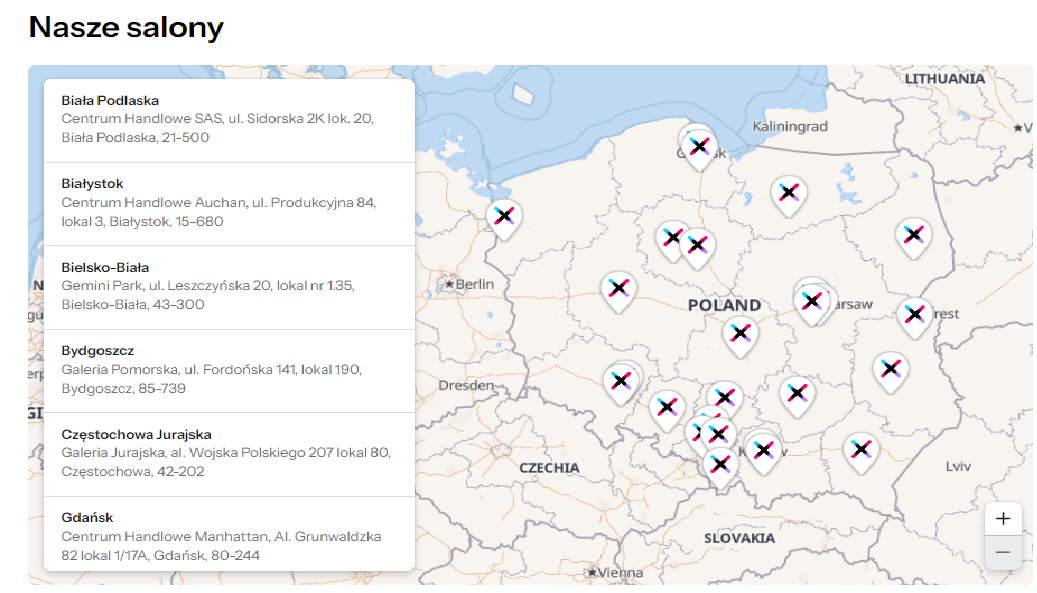 Nasze salony
Biała Podlaska
Centrum Handlowe SAS, ul. Sidorska 2K lok. 20,
Biała Podlaska, 21-500
Białystok
Centrum Handlowe Auchan, ul. Produkcyjna 84,
lokal 3, Białystok, 15-680
Bielsko-Biała
Gemini Park, ul. Leszczyńska 20, lokal nr 1.35,
Bielsko-Biała, 43-300
Bydgoszcz
Galeria Pomorska, ul. Fordońska 141, lokal 190,
Bydgoszcz, 85-739
Częstochowa Jurajska
Galeria Jurajska, al. Wojska Polskiego 207 lokal 80,
Częstochowa, 42-202
Gdańsk
Centrum Handlowe Manhattan, Al. Grunwaldzka
82 lokal 1/17A, Gdańsk, 80-244
LITHUANIA
Kaliningrad
Berlin
POLAND
arsaw
rest
Dresden
CZECHIA
Lviv
SLOVAKIA
Vienna
+
−